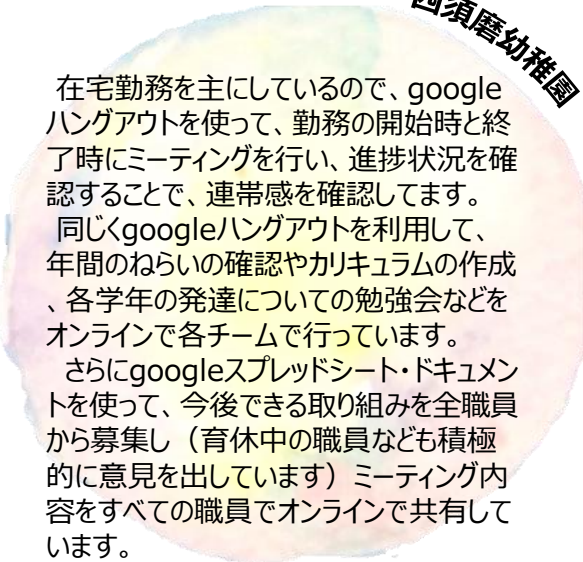 西須磨幼稚園
在宅勤務を主にしているので、google
ハングアウトを使って、勤務の開始時と終
了時にミーティングを行い、進捗状況を確
認することで、連帯感を確認してます。
同じくgoogleハングアウトを利用して、
年間のねらいの確認やカリキュラムの作成
、各学年の発達についての勉強会などを
オンラインで各チームで行っています。
さらにgoogleスプレッドシート・ドキュメン
トを使って、今後できる取り組みを全職員
から募集し（育休中の職員なども積極
的に意見を出しています）ミーティング内
容をすべての職員でオンラインで共有して
います。